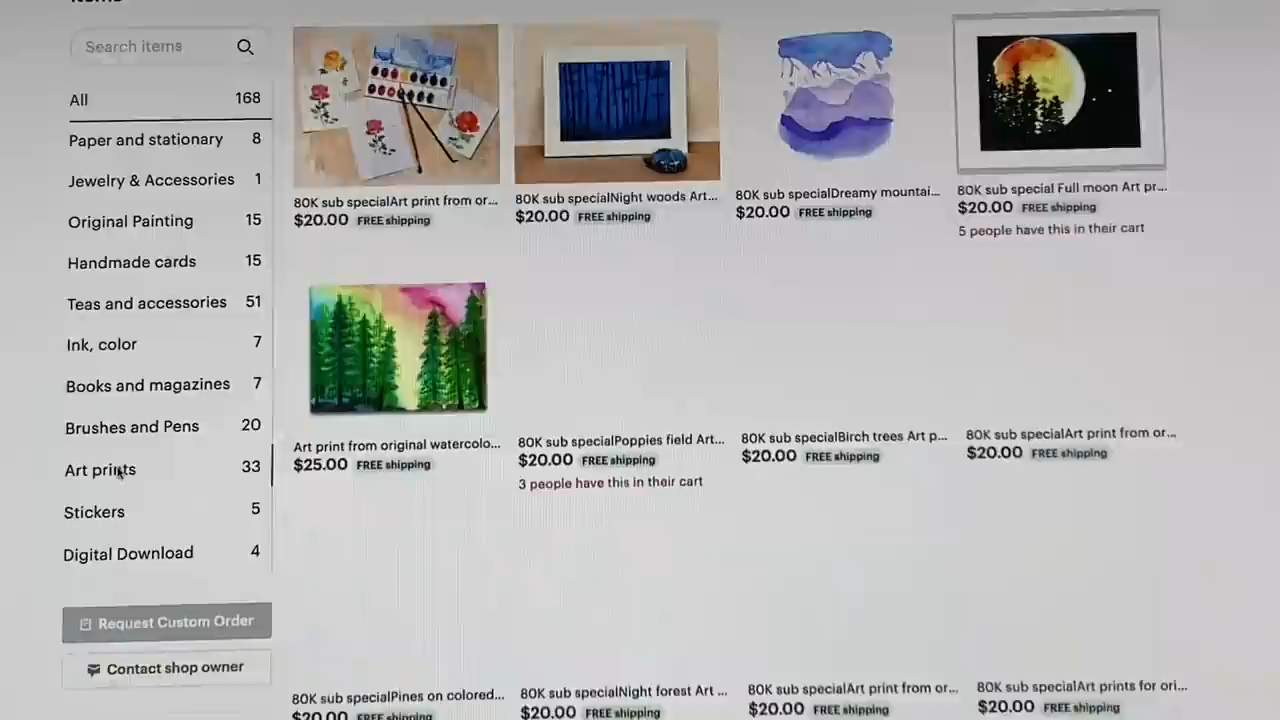 Search items
All 168
Paper and stationary 8
Jewelry & Accessories 1
Original Painting 15
Handmade cards 15
Teas and accessories 51
Ink, color 7
Books and magazines 7
Brushes and Pens 20
Art prints 33
Stickers 5
Digital Download 4
Request Custom Order
Contact shop owner
80K sub specialArt print from or...
$20.00 FREE shipping
80K sub specialNight woods Art...
$20.00 FREE shipping
80K sub specialDreamy mountai...
$20.00 FREE shipping
80K sub special Full moon Art pr...
$20.00 FREE shipping
5 people have this in their cart
Art print from original watercolo...
$25.00 FREE shipping
80K sub specialPoppies field Art...
$20.00 FREE shipping
3 people have this in their cart
80K sub specialBirch trees Art p...
$20.00 FREE shipping
80K sub specialArt print from or...
$20.00 FREE shipping
80K sub specialPines on colored...
$20.00 FREE shipping
80K sub specialNight forest Art ...
$20.00 FREE shipping
80K sub specialArt print from or...
$20.00 FREE shipping
80K sub specialArt prints for ori...
$20.00 FREE shipping